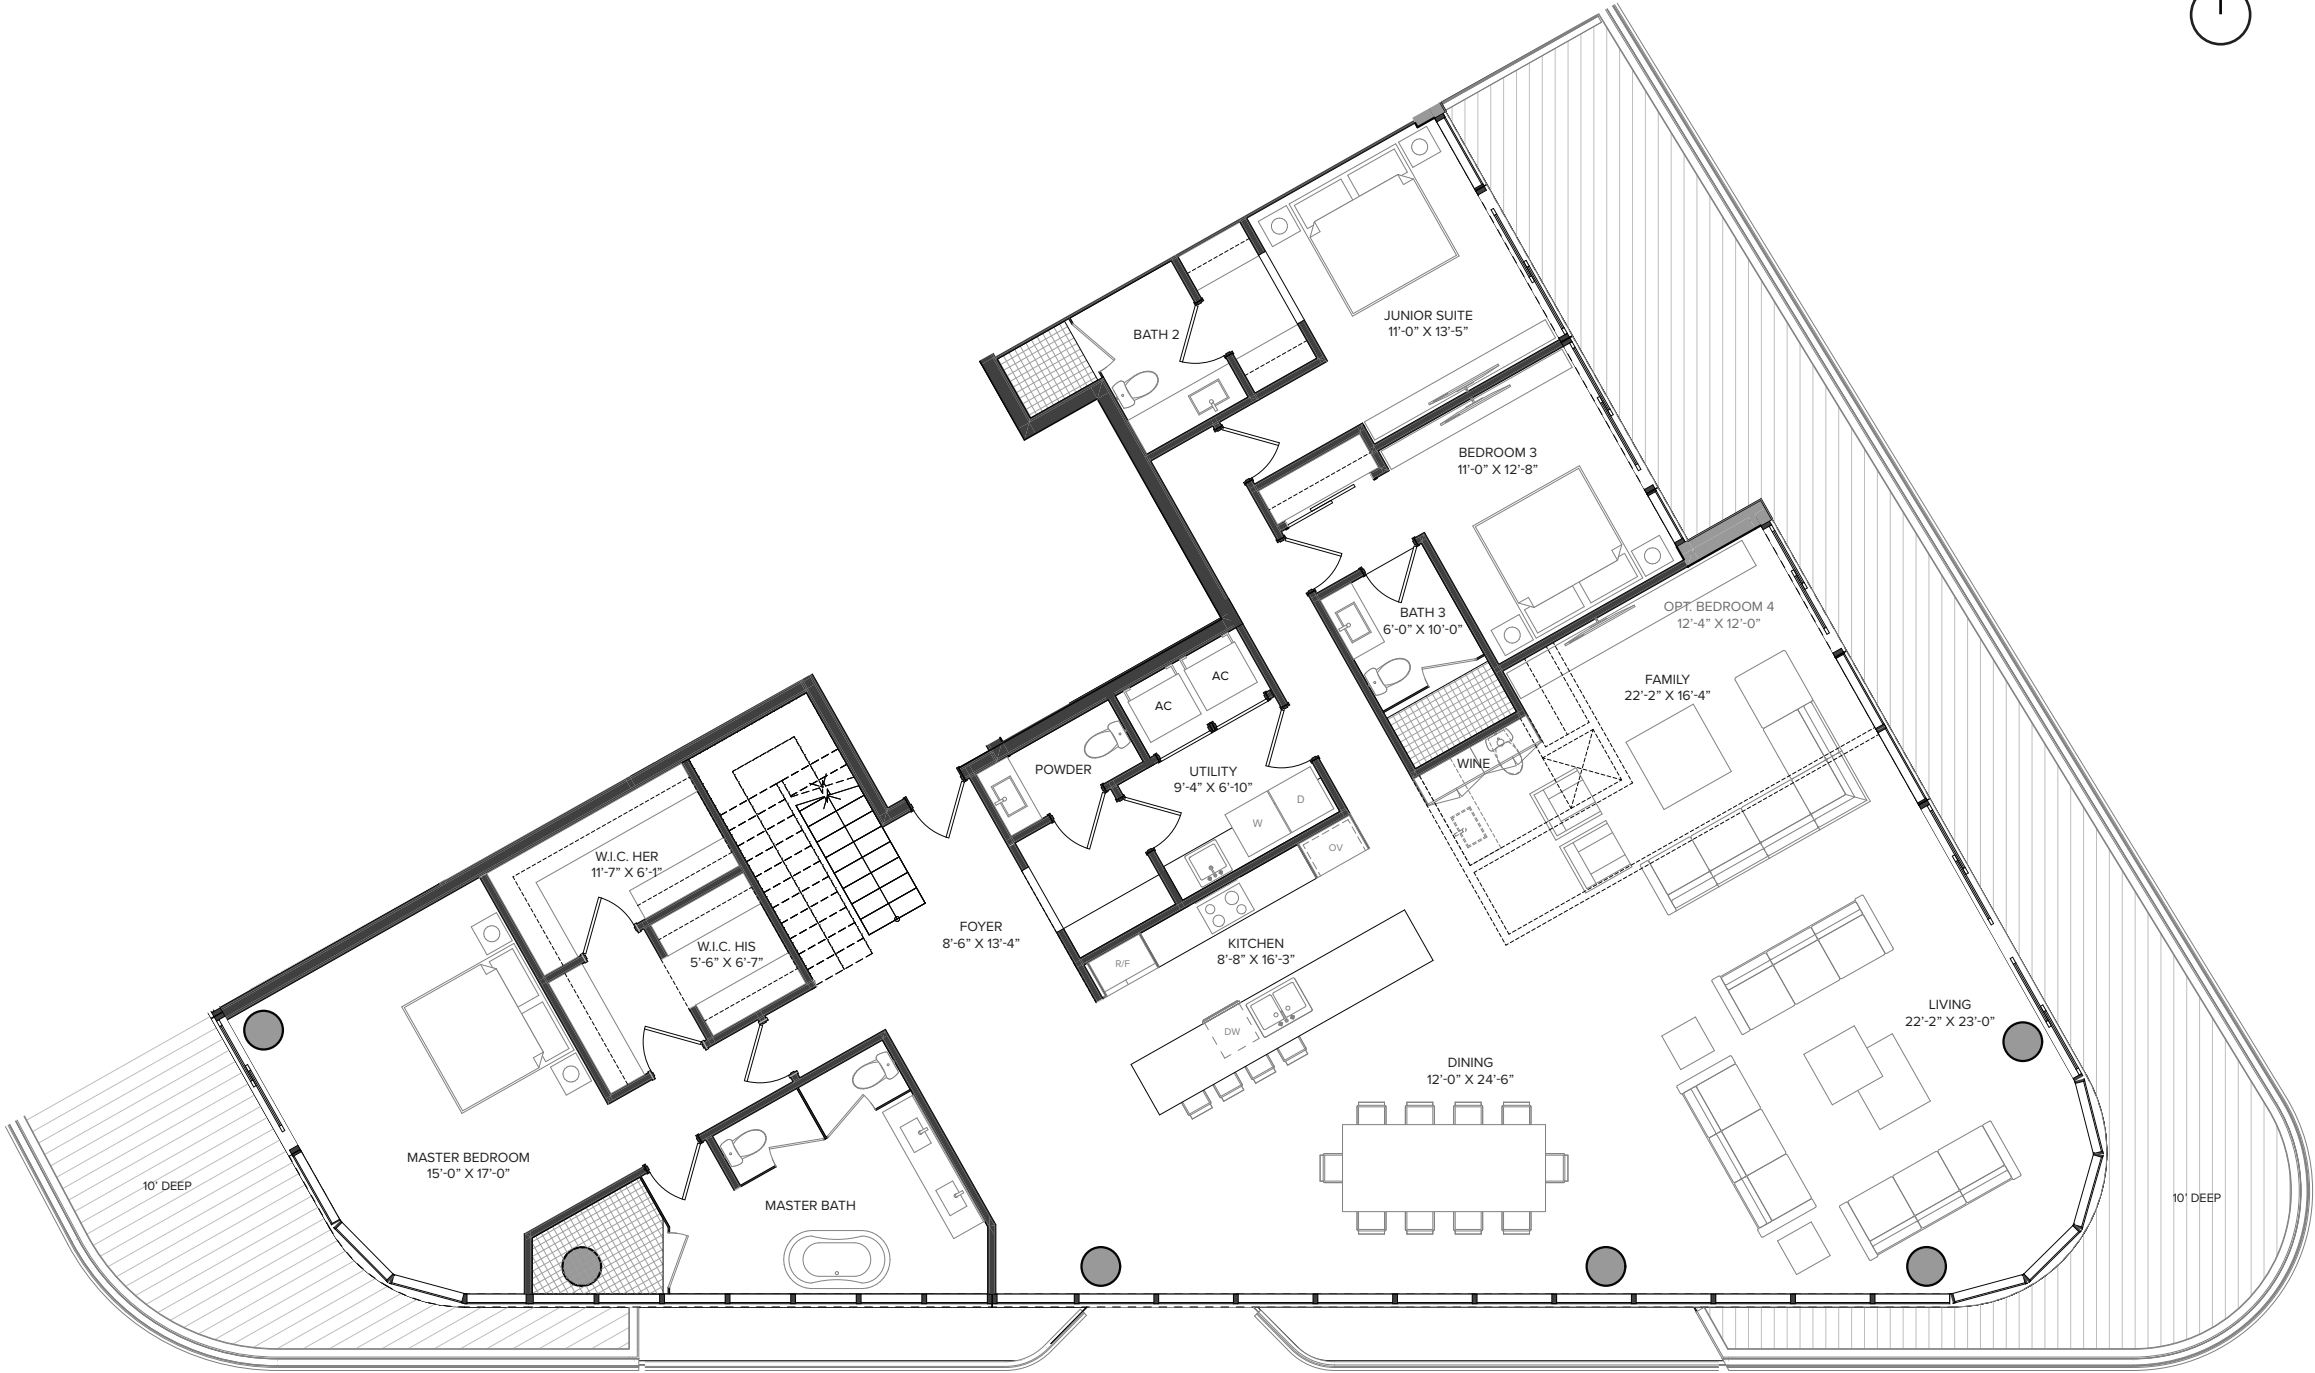 BATH 2
JUNIOR SUITE
11'-0" X 13'-5"
BEDROOM 3
11'-0" X 12'-8"
BATH 3
6'-0" X 10'-0"
OPT. BEDROOM 4
12'-4" X 12'-0"
FAMILY
22'-2" X 16'-4"
AC
AC
POWDER
UTILITY
9'-4" X 6'-10"
WINE
D
W
OV
W.I.C. HER
11'-7" X 6'-1"
W.I.C. HIS
5'-6" X 6'-7"
FOYER
8'-6" X 13'-4"
R/F
KITCHEN
8'-8" X 16'-3"
DW
LIVING
22'-2" X 23'-0"
DINING
12'-0" X 24'-6"
MASTER BEDROOM
15'-0" X 17'-0"
10' DEEP
MASTER BATH
10' DEEP